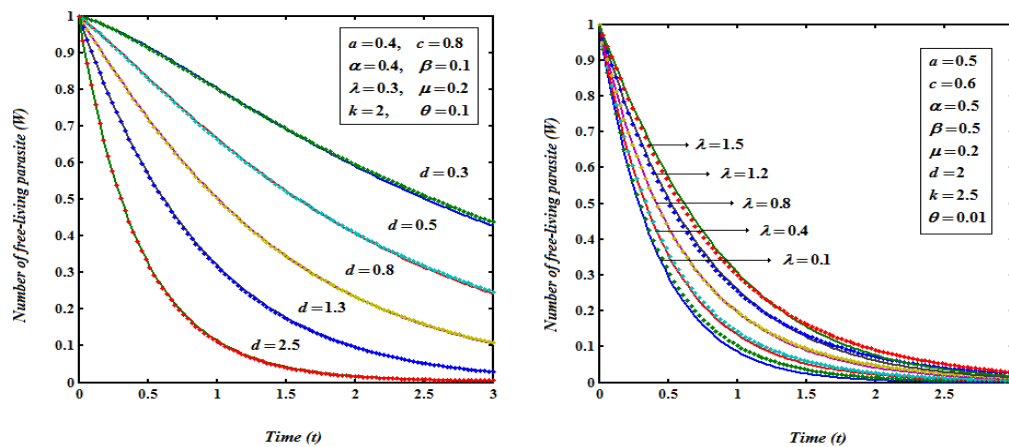 Number of free-living parasite (W)
1
0.9
0.8
0.7
0.6
0.5
0.4
0.3
0.2
0.1
0
a = 0.4, c = 0.8
α = 0.4, β = 0.1
λ = 0.3, μ = 0.2
k = 2, θ = 0.1
d = 0.3
d = 0.5
d = 0.8
d = 1.3
d = 2.5
0 0.5 1 1.5 2 2.5 3
Time (t)
Number of free-living parasite (W)
1
0.9
0.8
0.7
0.6
0.5
0.4
0.3
0.2
0.1
0
a = 0.5
c = 0.6
α = 0.5
β = 0.5
μ = 0.2
d = 2
k = 2.5
θ = 0.01
λ = 1.5
λ = 1.2
λ = 0.8
λ = 0.4
λ = 0.1
0 0.5 1 1.5 2 2.5
Time (t)